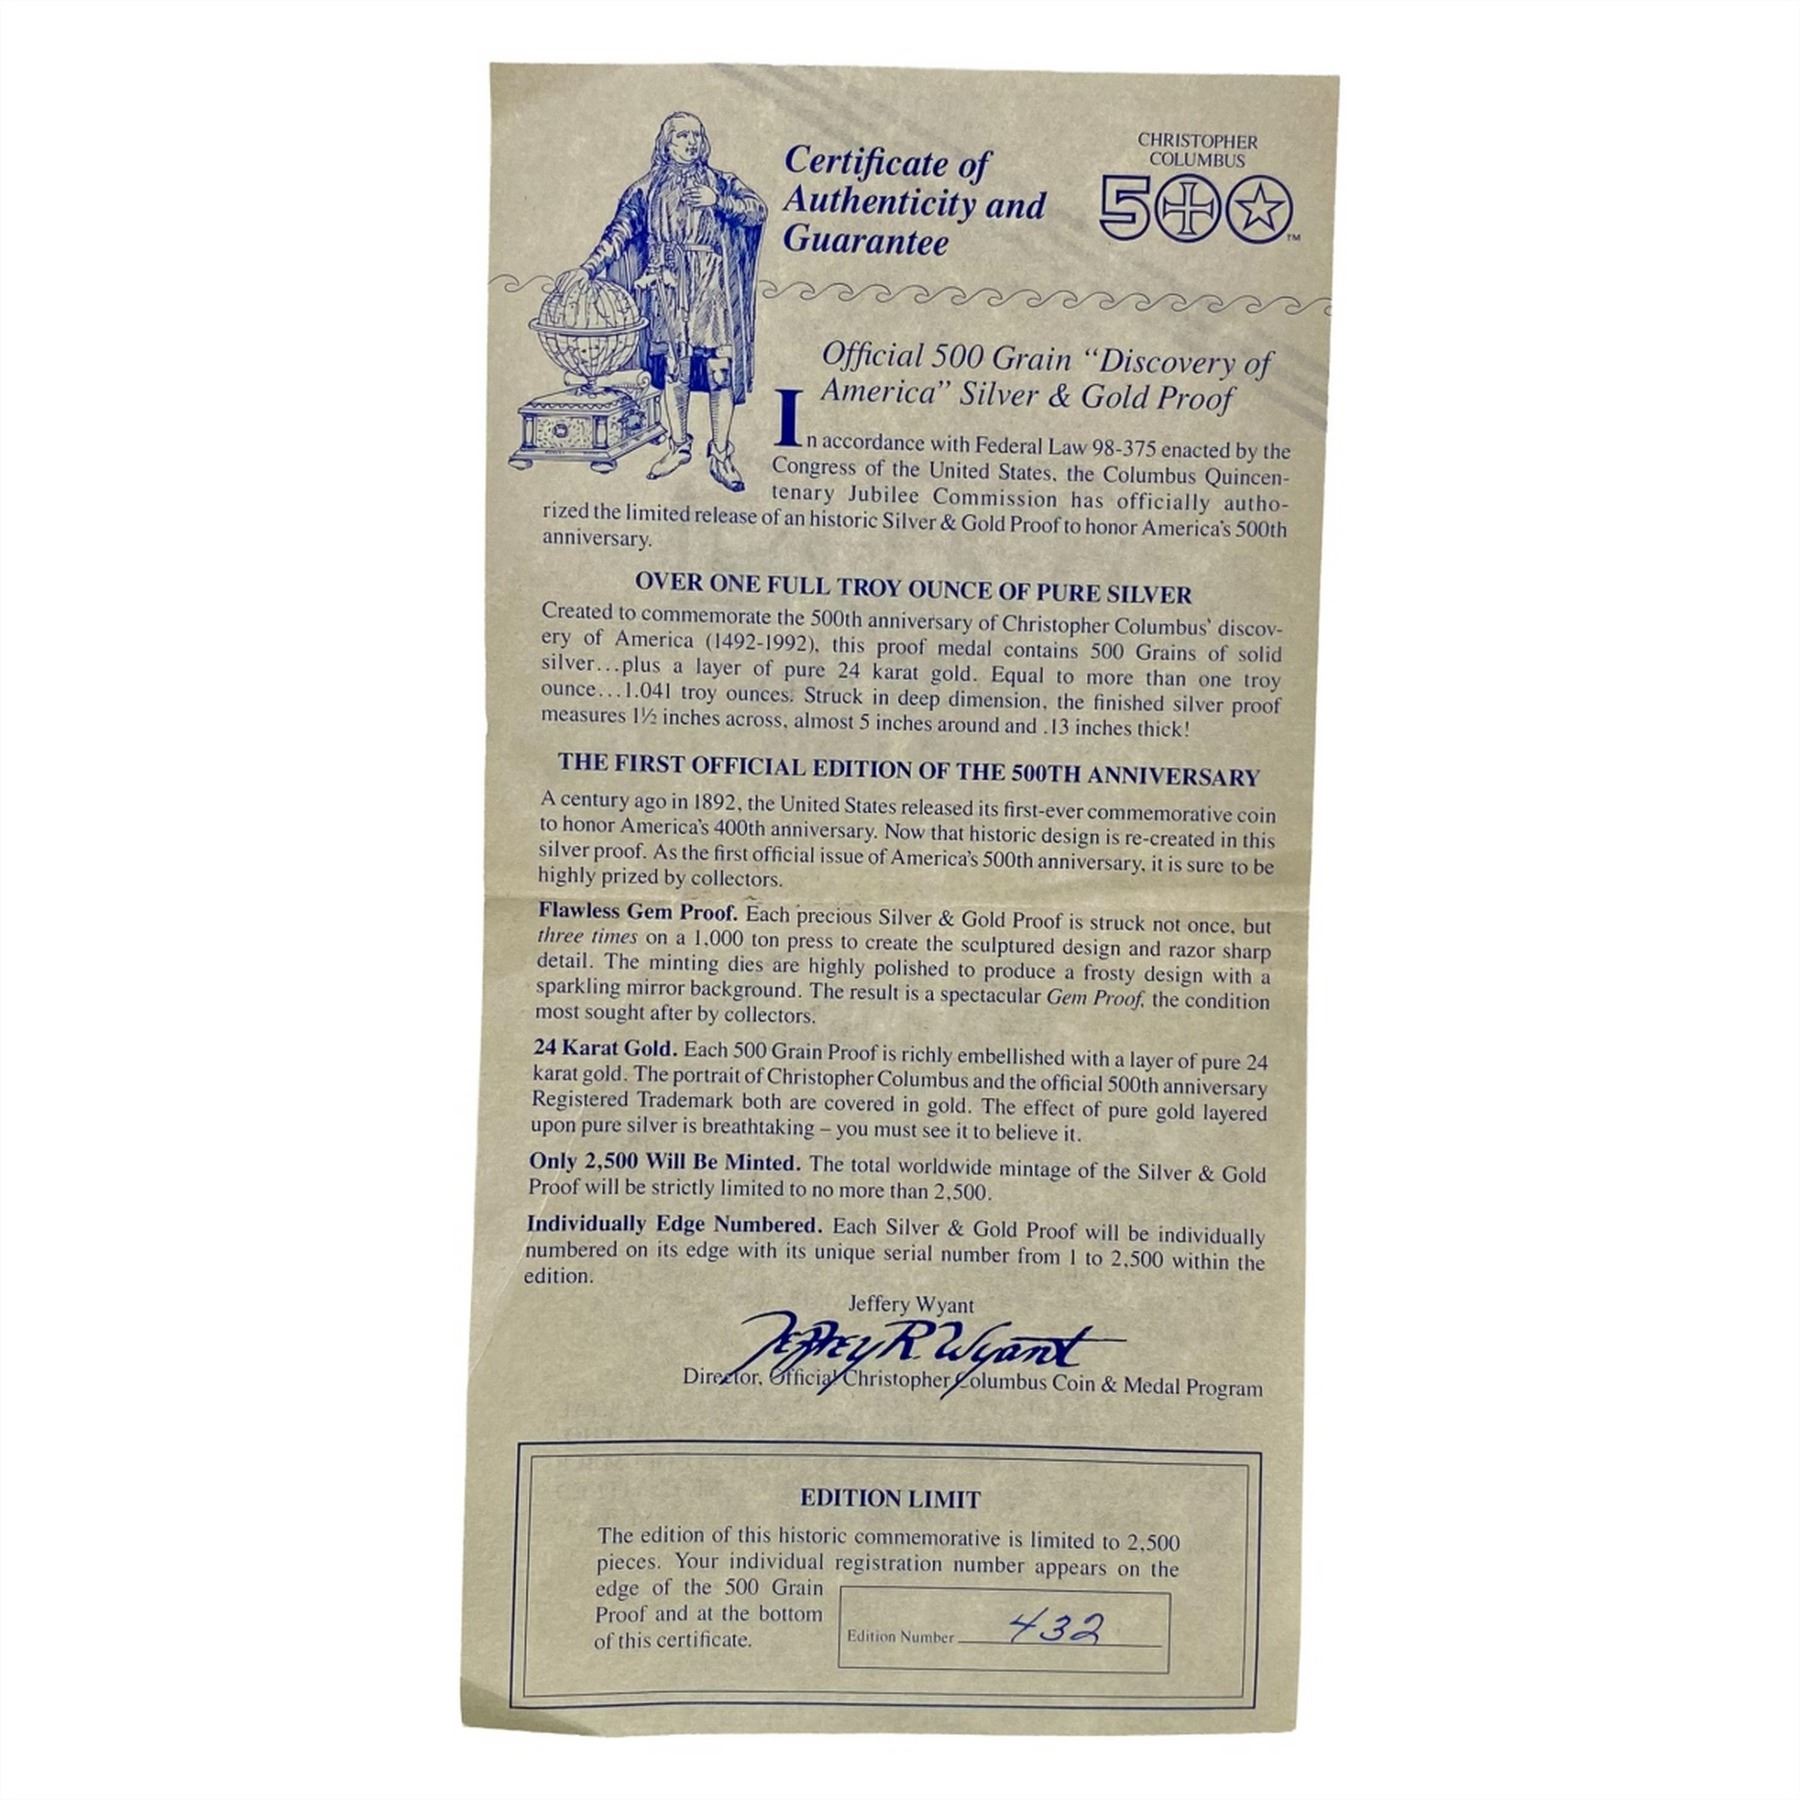 Certificate of
Authenticity and
Guarantee
CHRISTOPHER
COLUMBUS
500
TM
Official 500 Grain “Discovery of
America” Silver & Gold Proof
In accordance with Federal Law 98-375 enacted by the
Congress of the United States, the Columbus Quincen-
tenary Jubilee Commission has officially autho-
rized the limited release of an historic Silver & Gold Proof to honor America's 500th
anniversary.
OVER ONE FULL TROY OUNCE OF PURE SILVER
Created to commemorate the 500th anniversary of Christopher Columbus' discov-
ery of America (1492-1992), this proof medal contains 500 Grains of solid
silver...plus a layer of pure 24 karat gold. Equal to more than one troy
ounce...1.041 troy ounces. Struck in deep dimension, the finished silver proof
measures 1½ inches across, almost 5 inches around and .13 inches thick!
THE FIRST OFFICIAL EDITION OF THE 500TH ANNIVERSARY
A century ago in 1892, the United States released its first-ever commemorative coin
to honor America's 400th anniversary. Now that historic design is re-created in this
silver proof. As the first official issue of America's 500th anniversary, it is sure to be
highly prized by collectors.
Flawless Gem Proof. Each precious Silver & Gold Proof is struck not once, but
three times on a 1,000 ton press to create the sculptured design and razor sharp
detail. The minting dies are highly polished to produce a frosty design with a
sparkling mirror background. The result is a spectacular Gem Proof, the condition
most sought after by collectors.
24 Karat Gold. Each 500 Grain Proof is richly embellished with a layer of pure 24
karat gold. The portrait of Christopher Columbus and the official 500th anniversary
Registered Trademark both are covered in gold. The effect of pure gold layered
upon pure silver is breathtaking – you must see it to believe it.
Only 2,500 Will Be Minted. The total worldwide mintage of the Silver & Gold
Proof will be strictly limited to no more than 2,500.
Individually Edge Numbered. Each Silver & Gold Proof will be individually
numbered on its edge with its unique serial number from 1 to 2,500 within the
edition.
Jeffery Wyant
Jeffrey R. Wyant
Director, Official Christopher Columbus Coin & Medal Program
EDITION LIMIT
The edition of this historic commemorative is limited to 2,500
pieces. Your individual registration number appears on the
edge of the 500 Grain
Proof and at the bottom
of this certificate.
Edition Number 432